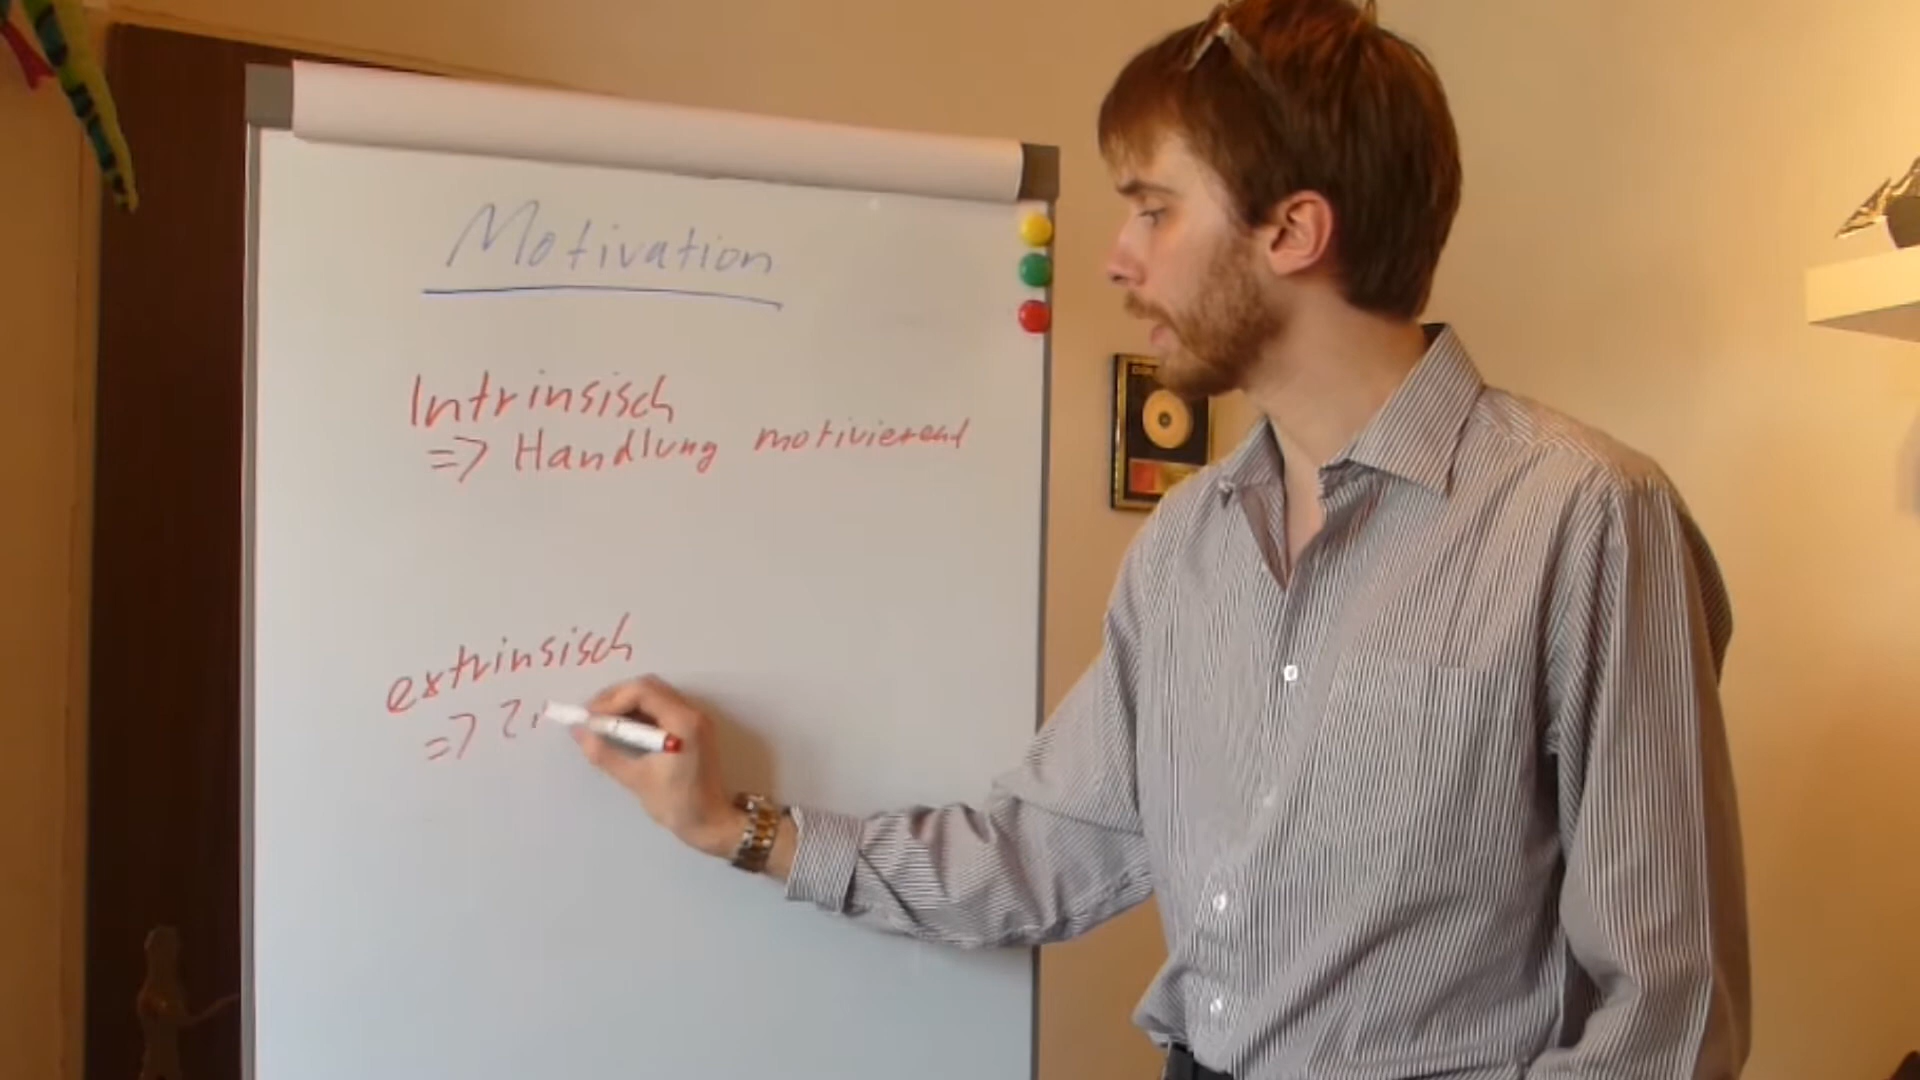 Motivation
Intrinsisch
=> Handlung motivierend
extrinsisch
=>